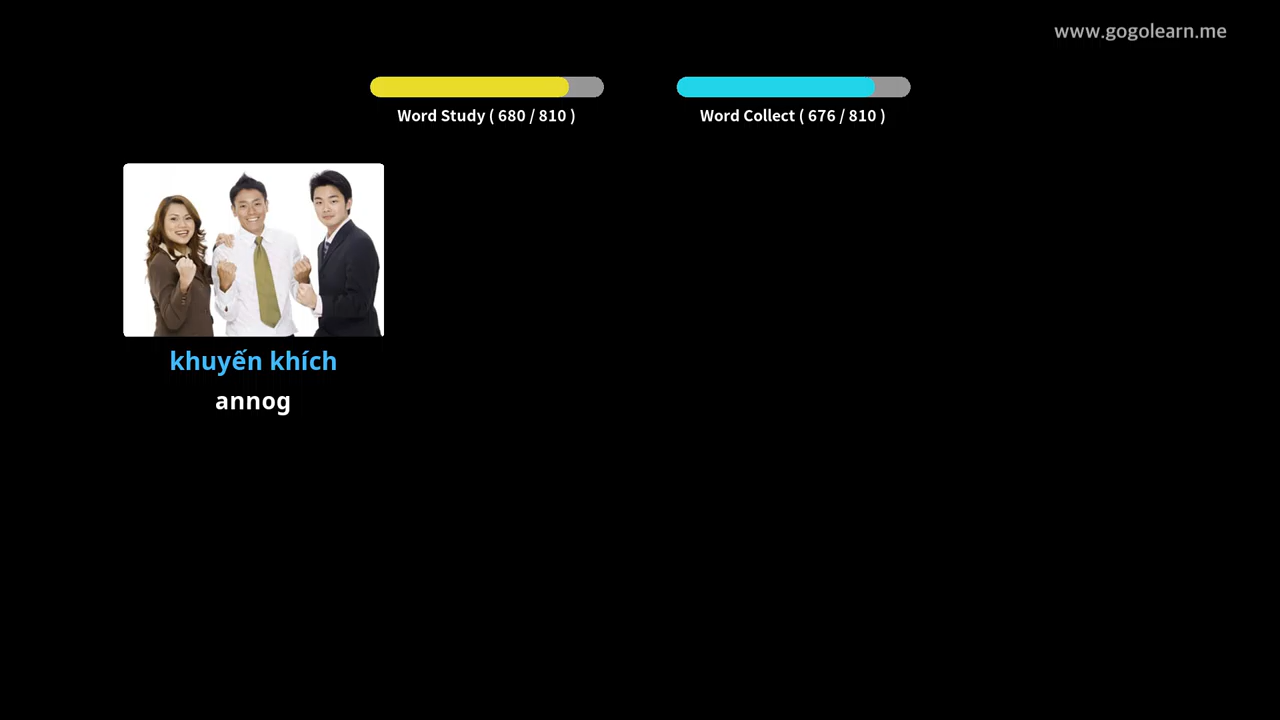 www.gogolearn.me
Word Study ( 680 / 810 )
Word Collect ( 676 / 810 )
khuyến khích
annog